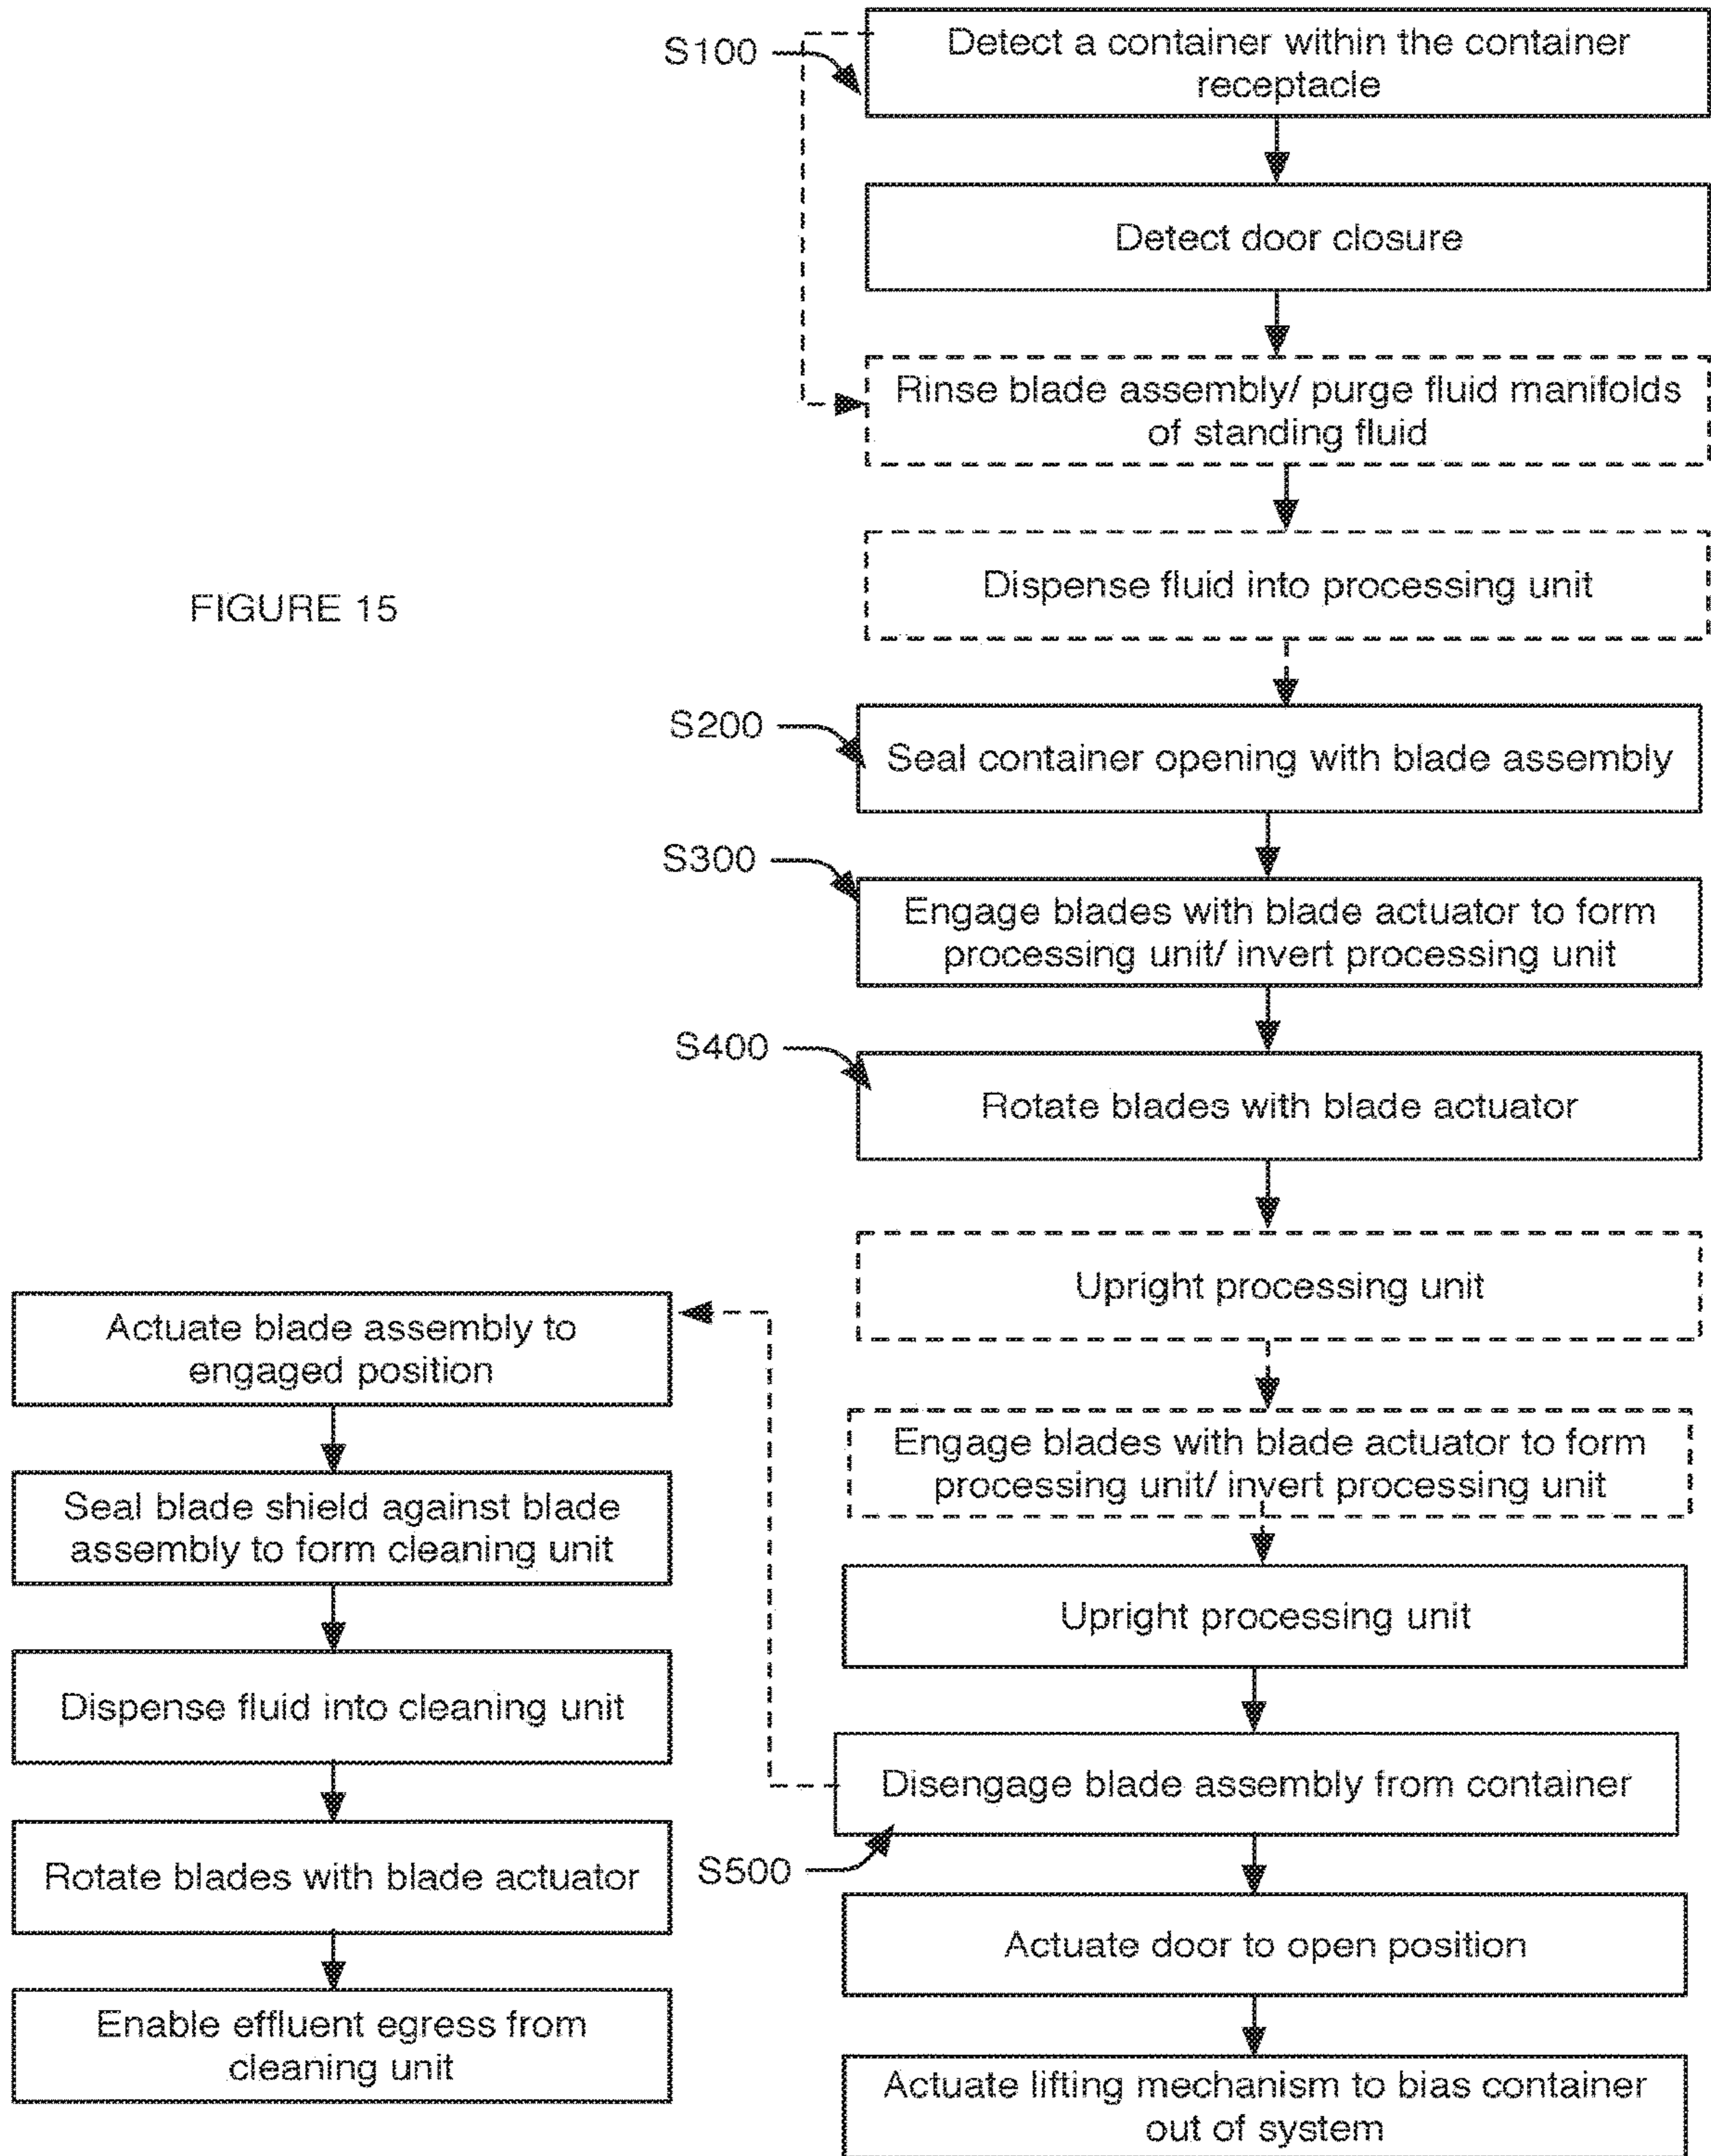 S100
Detect a container within the container
receptacle
Detect door closure
Rinse blade assembly/ purge fluid manifolds
of standing fluid
Dispense fluid into processing unit
FIGURE 15
S200
Seal container opening with blade assembly
S300
Engage blades with blade actuator to form
processing unit/ invert processing unit
S400
Rotate blades with blade actuator
Upright processing unit
Engage blades with blade actuator to form
processing unit/ invert processing unit
Upright processing unit
Disengage blade assembly from container
S500
Actuate door to open position
Actuate lifting mechanism to bias container
out of system
Actuate blade assembly to
engaged position
Seal blade shield against blade
assembly to form cleaning unit
Dispense fluid into cleaning unit
Rotate blades with blade actuator
Enable effluent egress from
cleaning unit